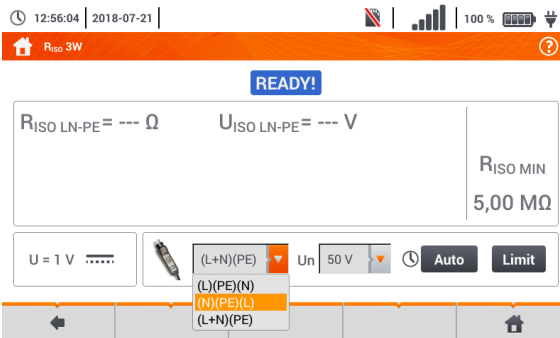 12:56:04 2018-07-21 100 %
RISO 3W ?
READY!
RISO LN-PE= --- Ω UISO LN-PE= --- V
RISO MIN
5,00 MΩ
U = 1 V (L+N)(PE) Un 50 V Auto Limit
(L)(PE)(N)
(N)(PE)(L)
(L+N)(PE)